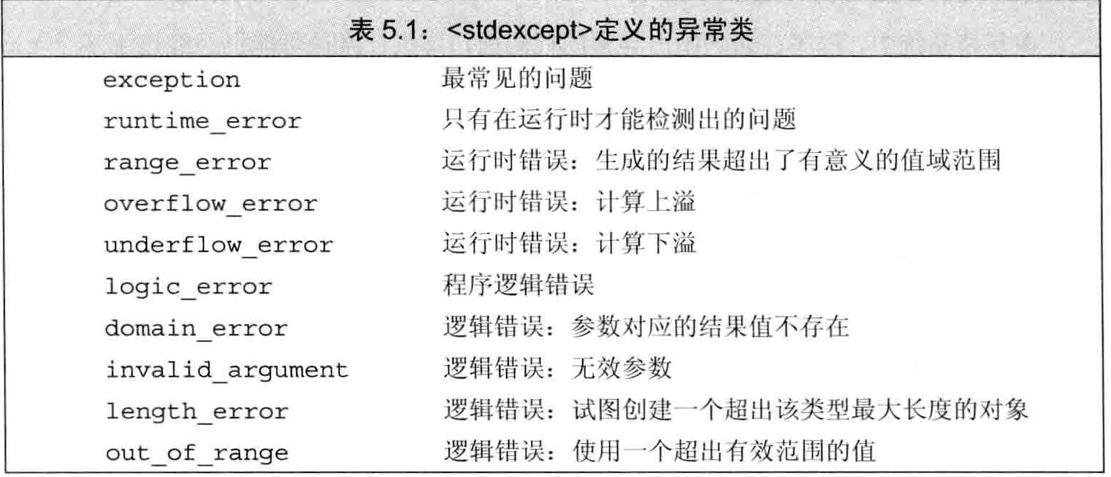 表 5.1：<stdexcept>定义的异常类
exception 最常见的问题
runtime_error 只有在运行时才能检测出的问题
range_error 运行时错误：生成的结果超出了有意义的值域范围
overflow_error 运行时错误：计算上溢
underflow_error 运行时错误：计算下溢
logic_error 程序逻辑错误
domain_error 逻辑错误：参数对应的结果值不存在
invalid_argument 逻辑错误：无效参数
length_error 逻辑错误：试图创建一个超出该类型最大长度的对象
out_of_range 逻辑错误：使用一个超出有效范围的值